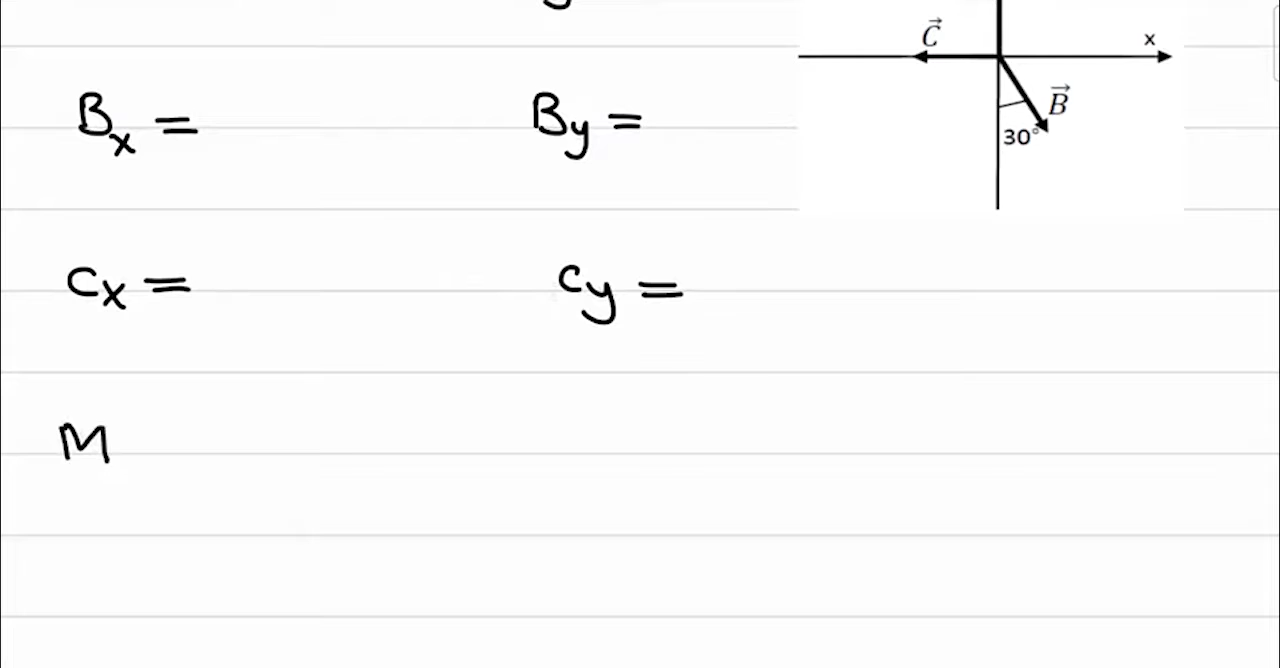 C⃗
x
Bx =
By =
B⃗
30°
Cx =
Cy =
M